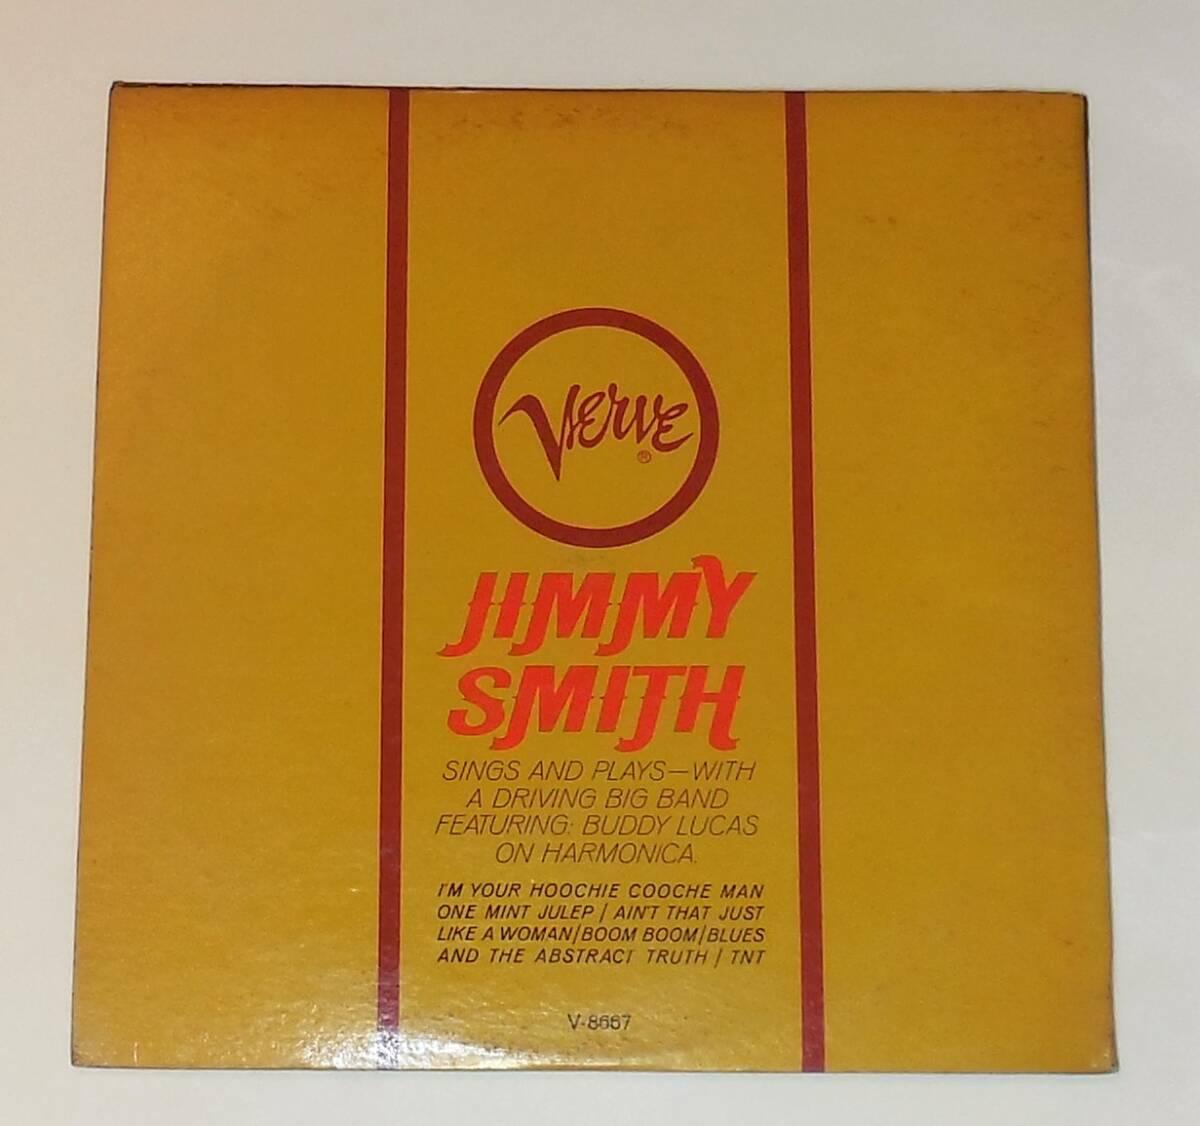 Verve
®
JIMMY
SMITH
SINGS AND PLAYS—WITH
A DRIVING BIG BAND
FEATURING: BUDDY LUCAS
ON HARMONICA.
I'M YOUR HOOCHIE COOCHE MAN
ONE MINT JULEP / AIN'T THAT JUST
LIKE A WOMAN/BOOM BOOM/BLUES
AND THE ABSTRACT TRUTH / TNT
V-8667